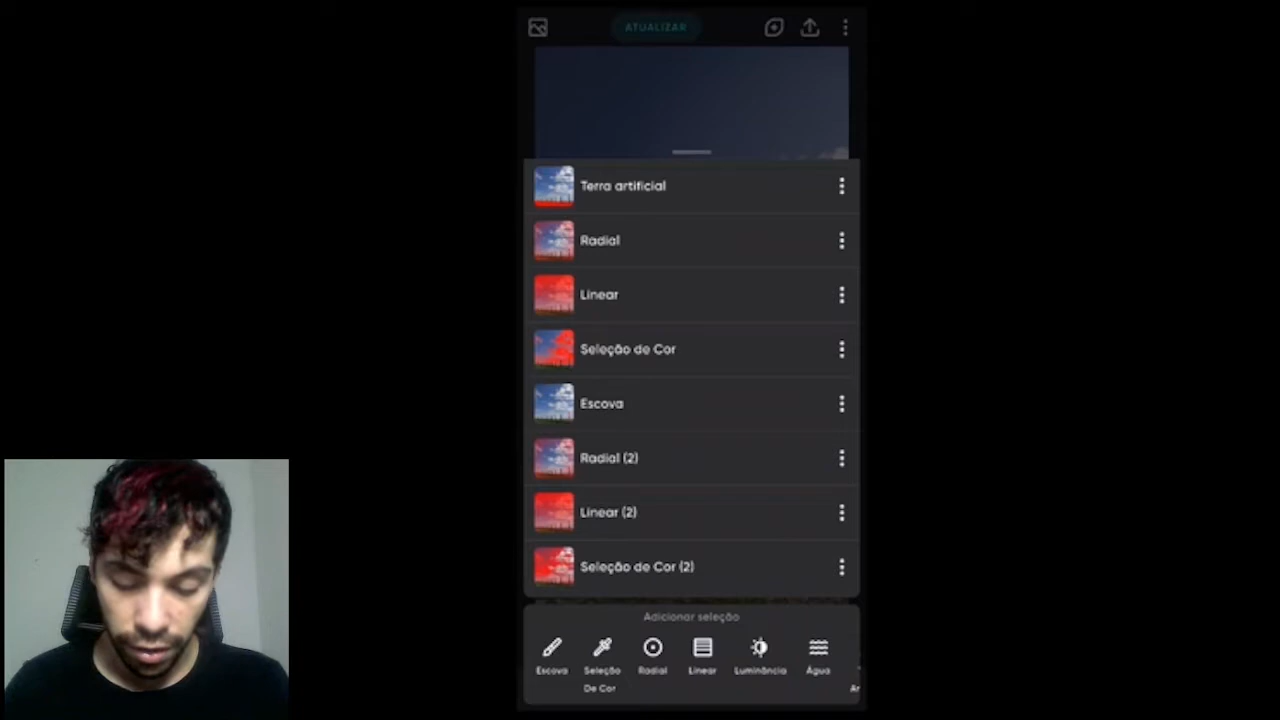 ATUALIZAR
Terra artificial
Radial
Linear
Seleção de Cor
Escova
Radial (2)
Linear (2)
Seleção de Cor (2)
Adicionar seleção
Escova
Seleção
De Cor
Radial
Linear
Luminância
Água